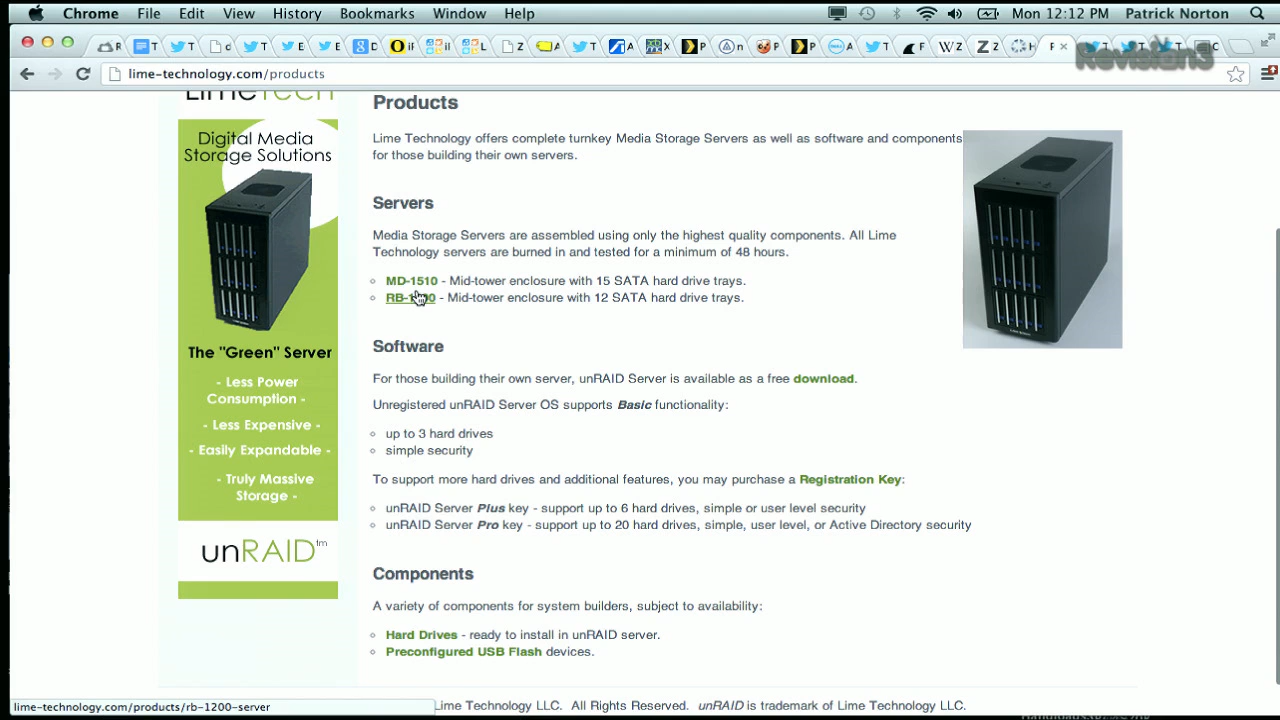 Chrome File Edit View History Bookmarks Window Help Mon 12:12 PM Patrick Norton
Revision3
lime-technology.com/products
LimeTech
Digital Media
Storage Solutions
The "Green" Server
- Less Power
Consumption -
- Less Expensive -
- Easily Expandable -
- Truly Massive
Storage -
unRAID™
Products
Lime Technology offers complete turnkey Media Storage Servers as well as software and components
for those building their own servers.
Servers
Media Storage Servers are assembled using only the highest quality components. All Lime
Technology servers are burned in and tested for a minimum of 48 hours.
MD-1510 - Mid-tower enclosure with 15 SATA hard drive trays.
RB-1200 - Mid-tower enclosure with 12 SATA hard drive trays.
Software
For those building their own server, unRAID Server is available as a free download.
Unregistered unRAID Server OS supports Basic functionality:
up to 3 hard drives
simple security
To support more hard drives and additional features, you may purchase a Registration Key:
unRAID Server Plus key - support up to 6 hard drives, simple or user level security
unRAID Server Pro key - support up to 20 hard drives, simple, user level, or Active Directory security
Components
A variety of components for system builders, subject to availability:
Hard Drives - ready to install in unRAID server.
Preconfigured USB Flash devices.
lime-technology.com/products/rb-1200-server
Lime Technology LLC. All Rights Reserved. unRAID is trademark of Lime Technology LLC.